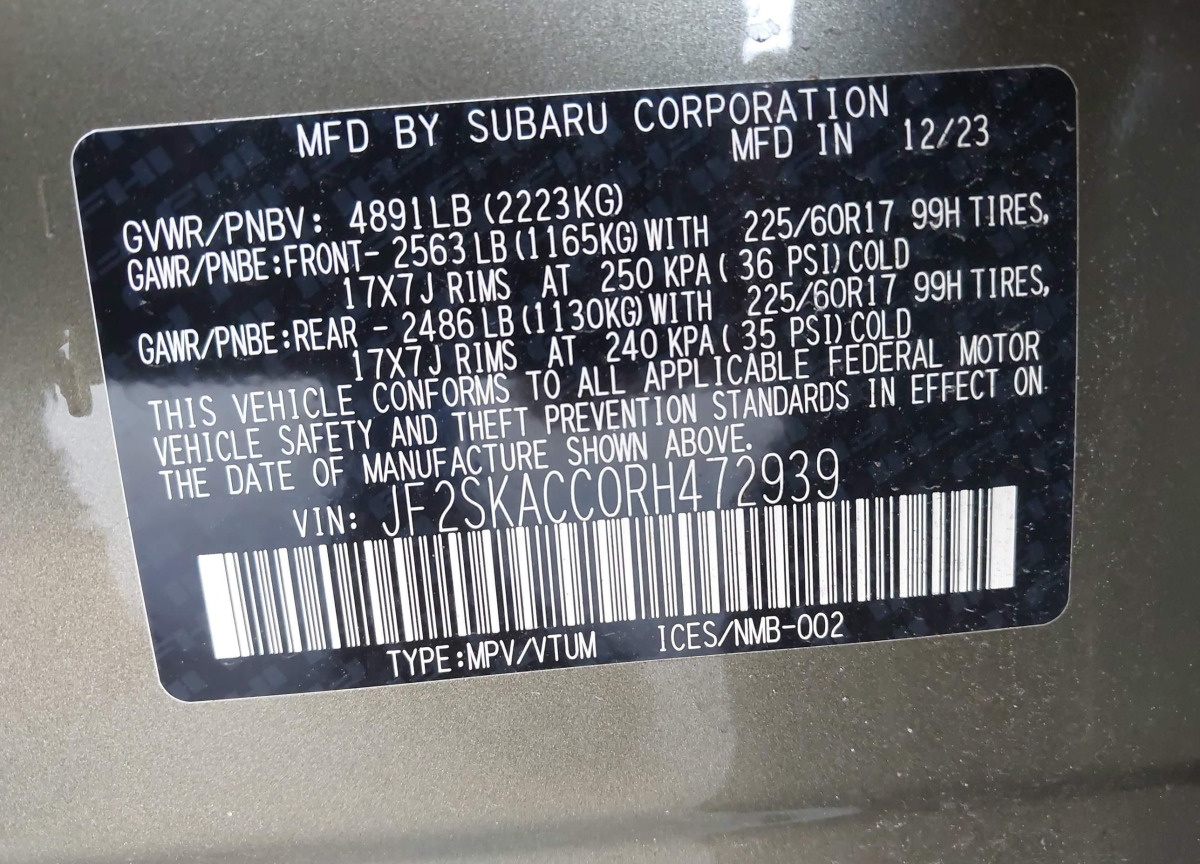 MFD BY SUBARU CORPORATION
MFD IN 12/23
GVWR/PNBV: 4891LB (2223KG)
GAWR/PNBE:FRONT- 2563 LB (1165KG) WITH 225/60R17 99H TIRES,
17X7J RIMS AT 250 KPA ( 36 PSI) COLD
GAWR/PNBE:REAR - 2486 LB (1130KG) WITH 225/60R17 99H TIRES,
17X7J RIMS AT 240 KPA ( 35 PSI) COLD
THIS VEHICLE CONFORMS TO ALL APPLICABLE FEDERAL MOTOR
VEHICLE SAFETY AND THEFT PREVENTION STANDARDS IN EFFECT ON
THE DATE OF MANUFACTURE SHOWN ABOVE.
VIN: JF2SKACC0RH472939
TYPE:MPV/VTUM ICES/NMB-002